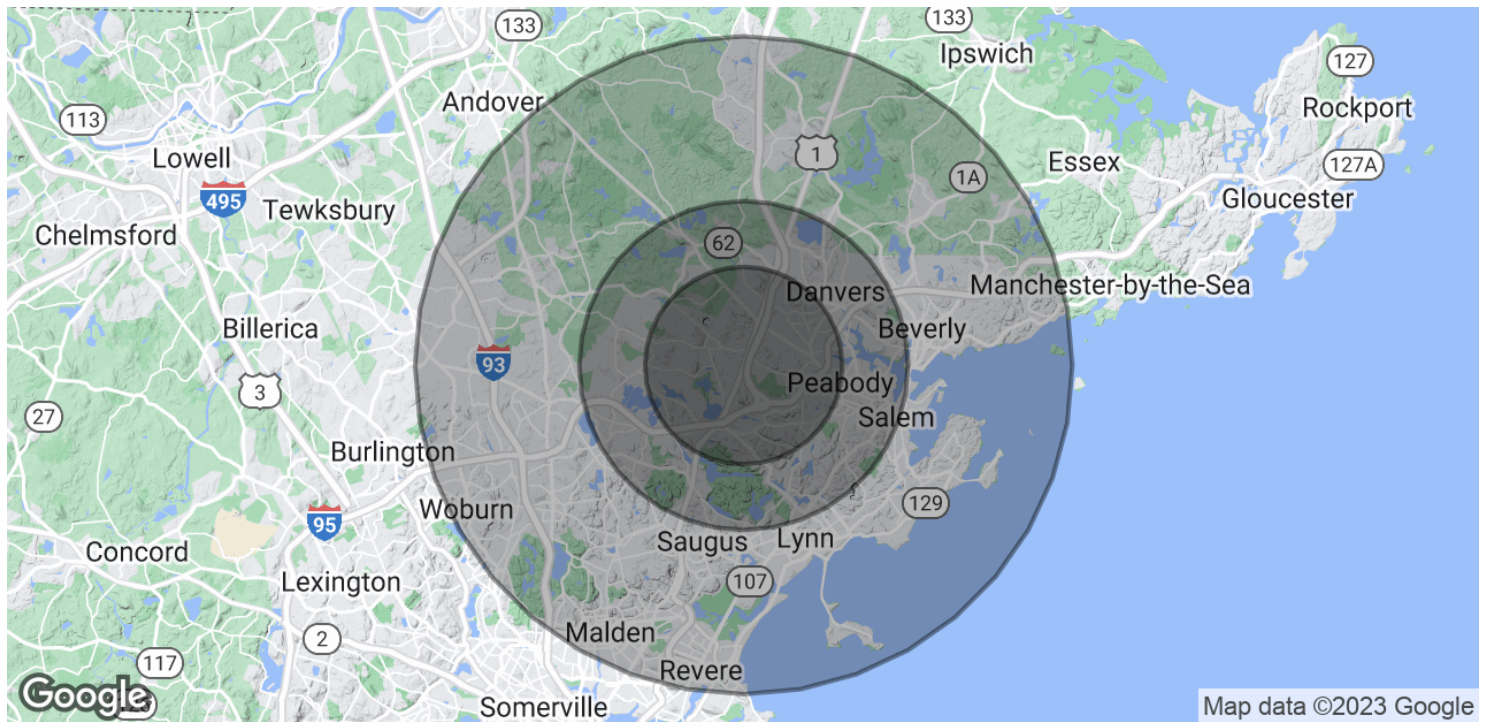 133
133
Ipswich
127
Andover
Rockport
113
1
Lowell
Essex
127A
1A
495
Gloucester
Tewksbury
Chelmsford
62
Manchester-by-the-Sea
Danvers
Billerica
Beverly
93
3
Peabody
27
Salem
Burlington
129
Woburn
95
Saugus
Lynn
Concord
Lexington
107
Malden
2
117
Revere
Google
Somerville
Map data ©2023 Google